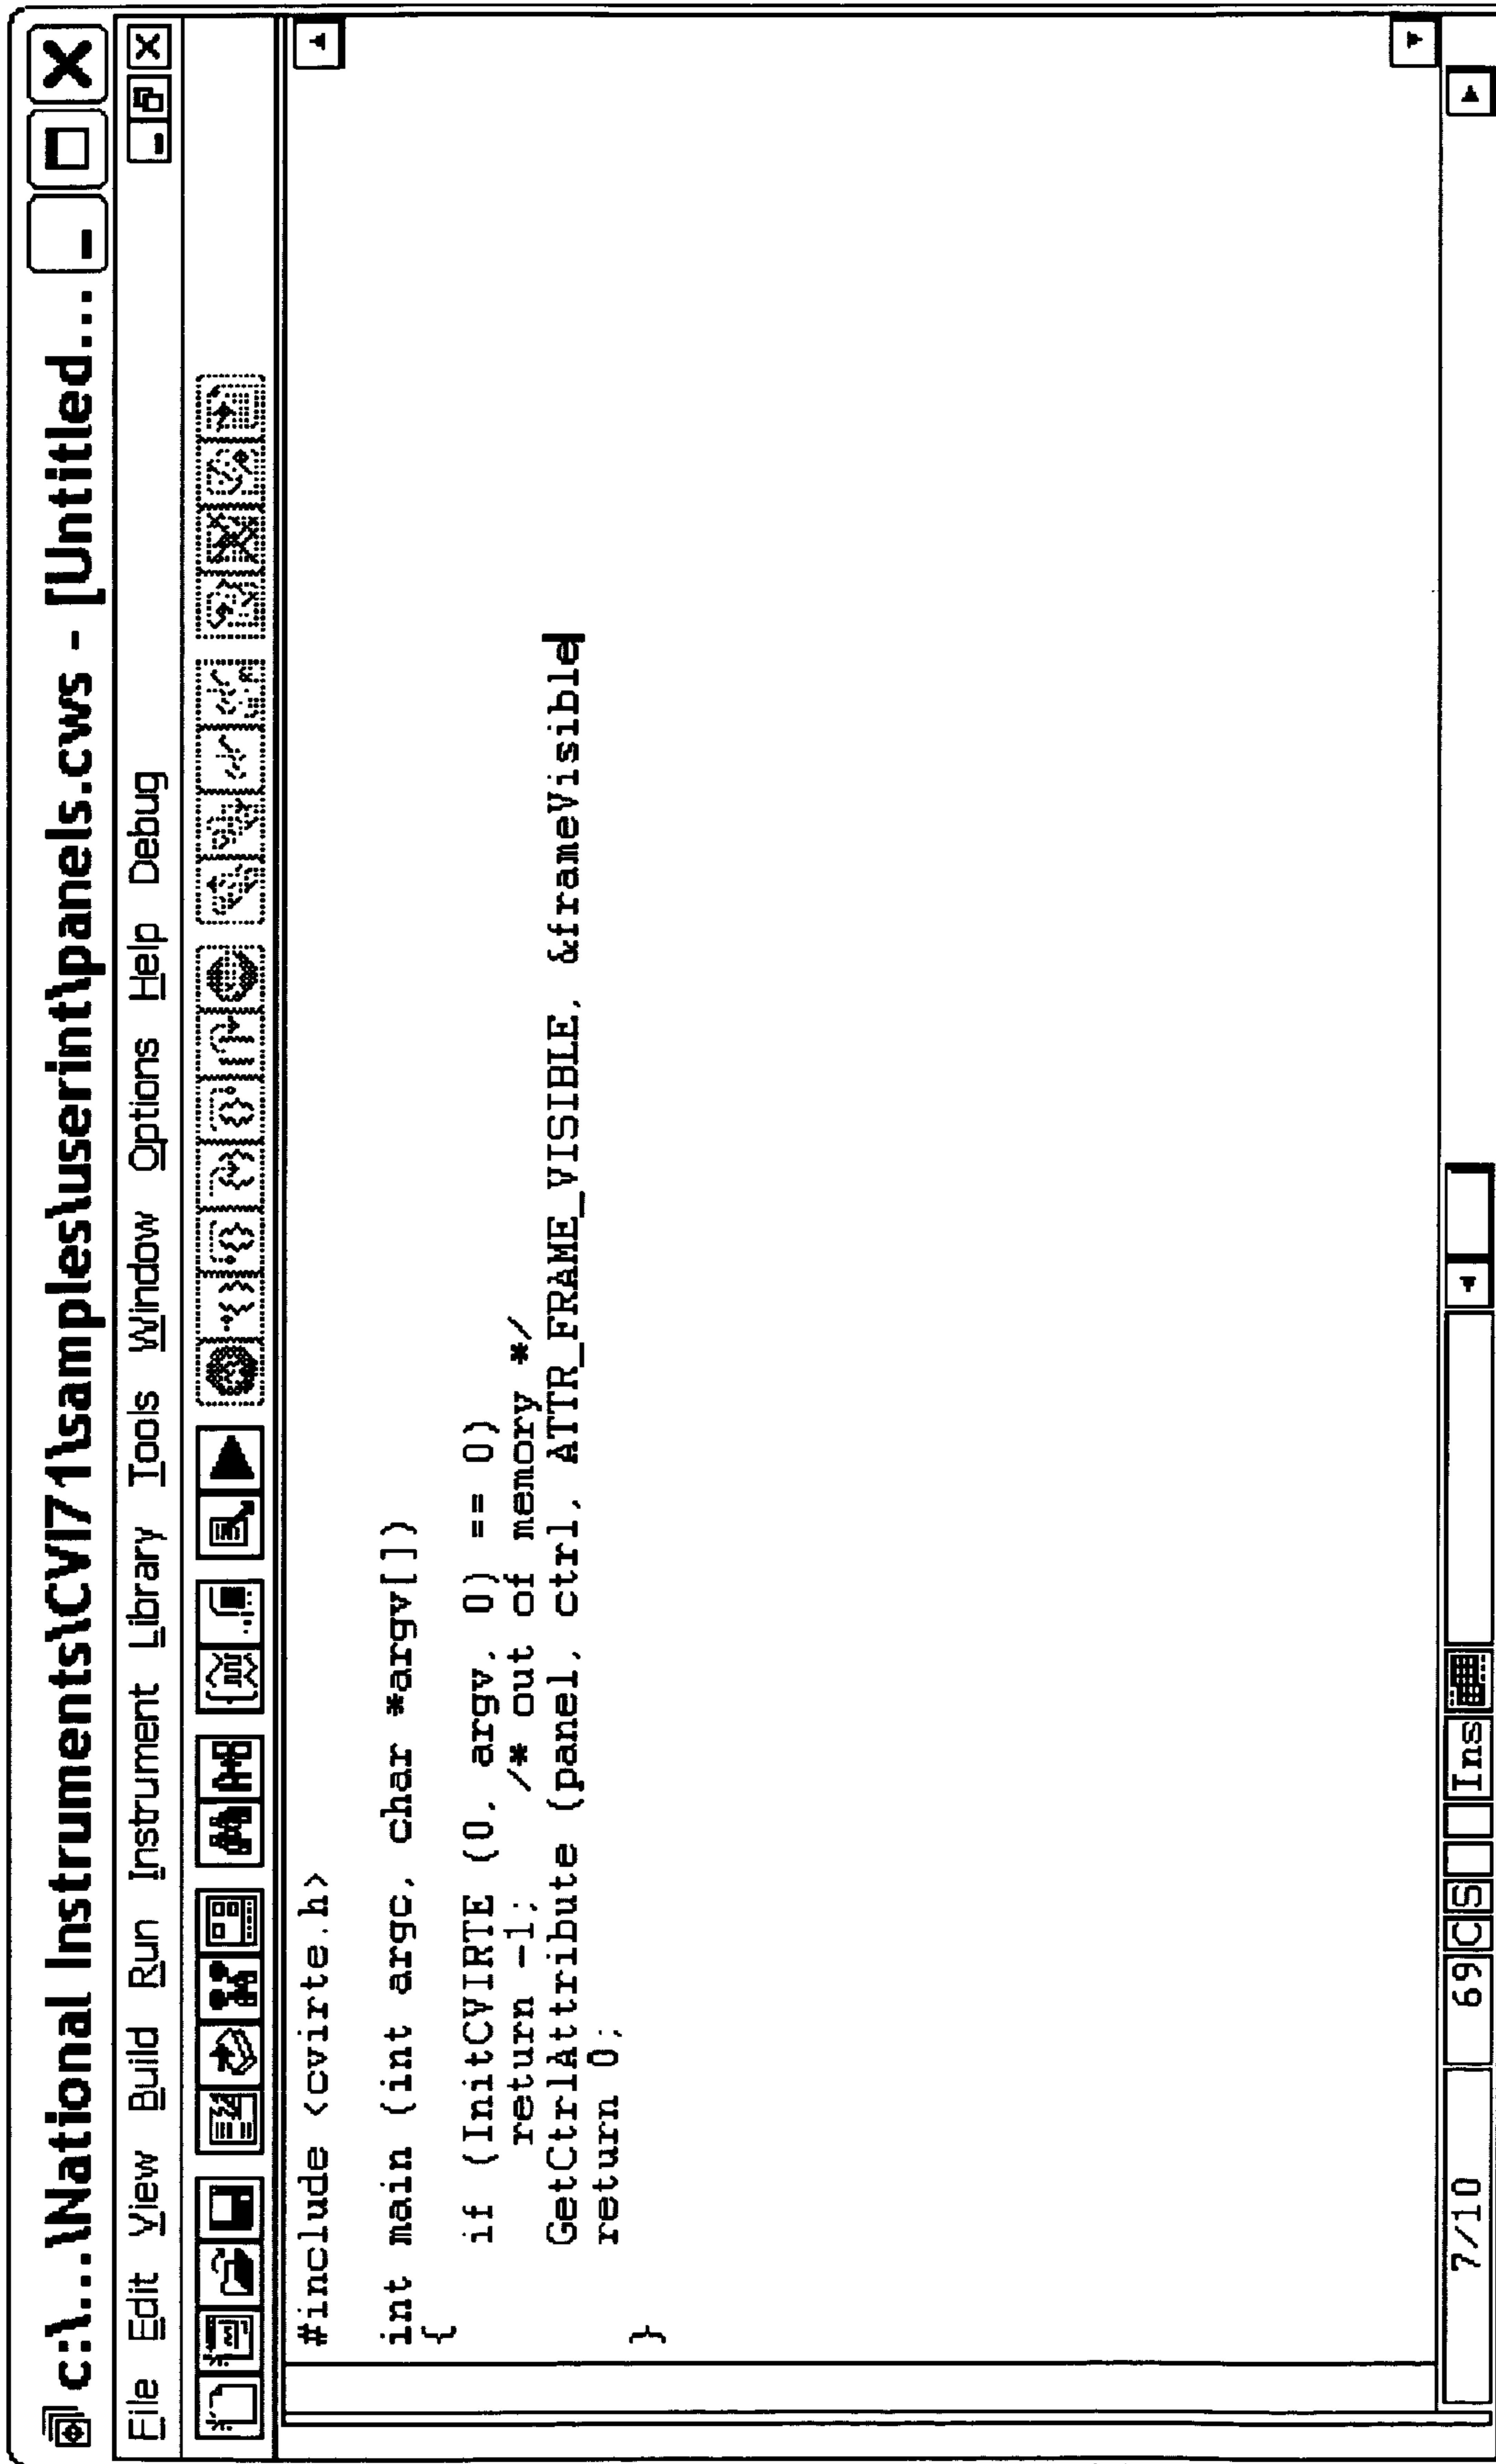 c:\...\National Instruments\CVI71\samples\userint\panels.cws - [Untitled...
File Edit View Build Run Instrument Library Tools Window Options Help Debug
#include <cvirte.h>
int main (int argc, char *argv[])
{
if (InitCVIRTE (0, argv, 0) == 0)
return -1; /* out of memory */
GetCtrlAttribute (panel, ctrl, ATTR_FRAME_VISIBLE, &frameVisible
return 0;
}
7/10 69 C S Ins